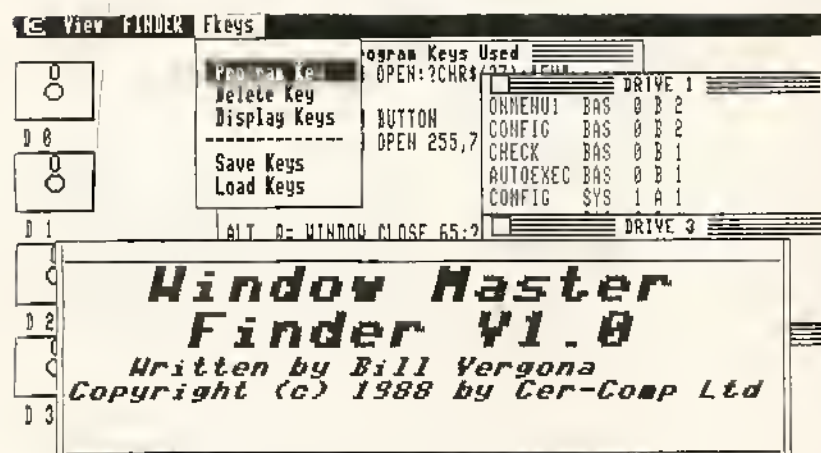 View FINDER Fkeys
Program Keys Used
Program Ke
Delete Key
Display Keys
Save Keys
Load Keys
OPEN:?CHR$(27)
BUTTON
OPEN 255,7
ALT @= WINDOW CLOSE 65:?
DRIVE 1
ONMENU1 BAS 0 B 2
CONFIG BAS 0 B 2
CHECK BAS 0 B 1
AUTOEXEC BAS 0 B 1
CONFIG SYS 1 A 1
DRIVE 3
D 0
D 1
D 2
D 3
Window Master
Finder V1.0
Written by Bill Vergona
Copyright (c) 1988 by Cer-Comp Ltd